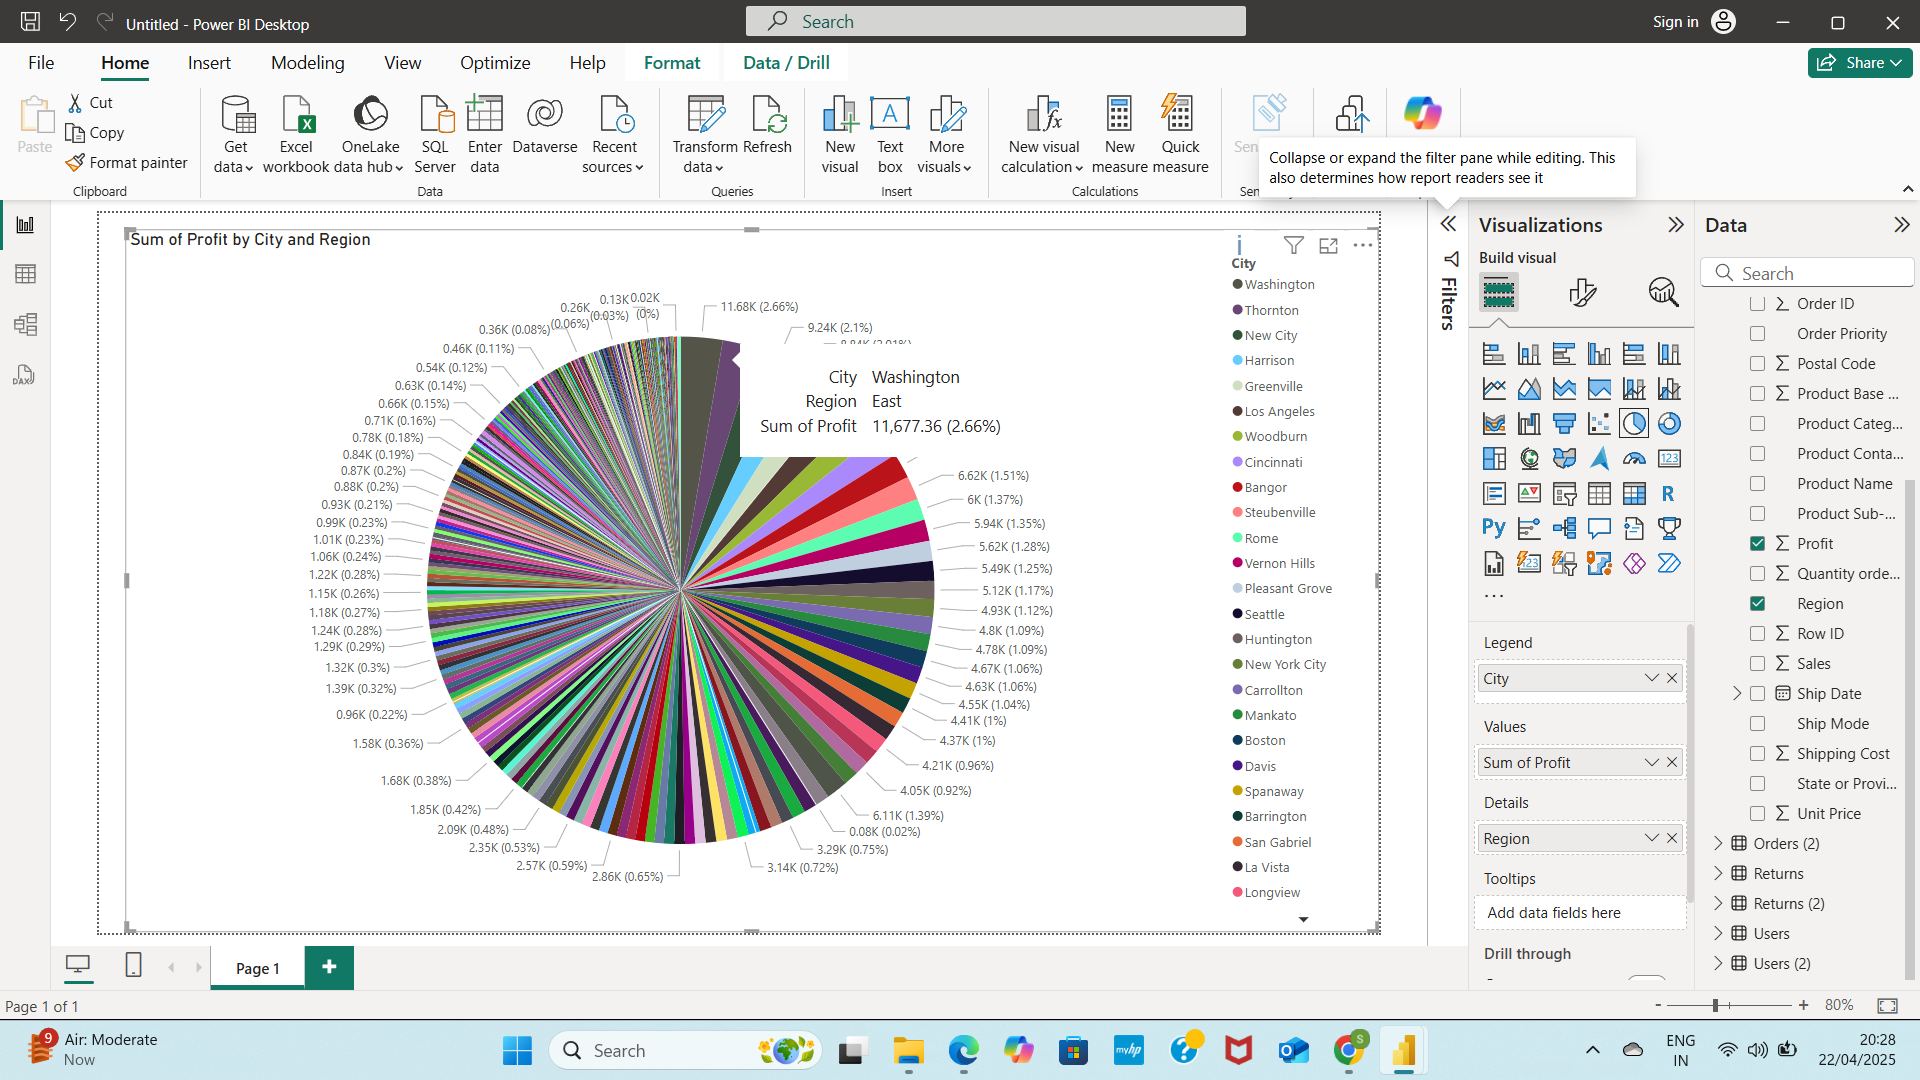 Untitled - Power BI Desktop
Search
Sign in
File
Home
Insert
Modeling
View
Optimize
Help
Format
Data / Drill
Share
Paste
Cut
Copy
Format painter
Clipboard
Get data
Excel workbook
OneLake data hub
SQL Server
Enter data
Dataverse
Recent sources
Data
Transform data
Refresh
Queries
New visual
Text box
More visuals
Insert
New visual calculation
New measure
Quick measure
Calculations
Collapse or expand the filter pane while editing. This
also determines how report readers see it
Sum of Profit by City and Region
0.02K
(0%)
0.13K
(0.03%)
0.26K
(0.06%)
0.36K (0.08%)
0.46K (0.11%)
0.54K (0.12%)
0.63K (0.14%)
0.66K (0.15%)
0.71K (0.16%)
0.78K (0.18%)
0.84K (0.19%)
0.87K (0.2%)
0.88K (0.2%)
0.93K (0.21%)
0.99K (0.23%)
1.01K (0.23%)
1.06K (0.24%)
1.22K (0.28%)
1.15K (0.26%)
1.18K (0.27%)
1.24K (0.28%)
1.29K (0.29%)
1.32K (0.3%)
1.39K (0.32%)
0.96K (0.22%)
1.58K (0.36%)
1.68K (0.38%)
1.85K (0.42%)
2.09K (0.48%)
2.35K (0.53%)
2.57K (0.59%)
2.86K (0.65%)
11.68K (2.66%)
9.24K (2.1%)
City Washington
Region East
Sum of Profit 11,677.36 (2.66%)
6.62K (1.51%)
6K (1.37%)
5.94K (1.35%)
5.62K (1.28%)
5.49K (1.25%)
5.12K (1.17%)
4.93K (1.12%)
4.8K (1.09%)
4.78K (1.09%)
4.67K (1.06%)
4.63K (1.06%)
4.55K (1.04%)
4.41K (1%)
4.37K (1%)
4.21K (0.96%)
4.05K (0.92%)
6.11K (1.39%)
0.08K (0.02%)
3.29K (0.75%)
3.14K (0.72%)
City
Washington
Thornton
New City
Harrison
Greenville
Los Angeles
Woodburn
Cincinnati
Bangor
Steubenville
Rome
Vernon Hills
Pleasant Grove
Seattle
Huntington
New York City
Carrollton
Mankato
Boston
Davis
Spanaway
Barrington
San Gabriel
La Vista
Longview
Filters
Visualizations
Build visual
123
R
Py
Legend
City
Values
Sum of Profit
Details
Region
Tooltips
Add data fields here
Drill through
Data
Search
Order ID
Order Priority
Postal Code
Product Base ...
Product Categ...
Product Conta...
Product Name
Product Sub-...
Profit
Quantity orde...
Region
Row ID
Sales
Ship Date
Ship Mode
Shipping Cost
State or Provi...
Unit Price
Orders (2)
Returns
Returns (2)
Users
Users (2)
Page 1
Page 1 of 1
80%
9
Air: Moderate
Now
Search
myhp
S
ENG
IN
20:28
22/04/2025